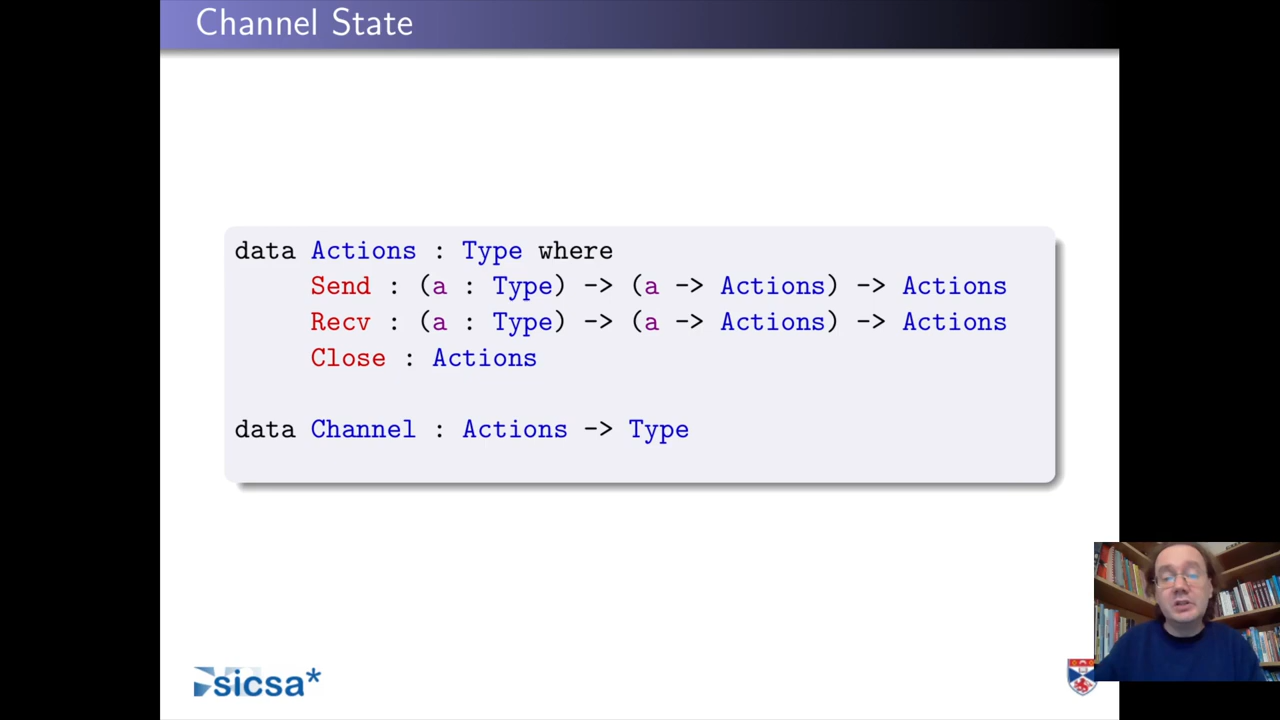 Channel State
data Actions : Type where
Send : (a : Type) -> (a -> Actions) -> Actions
Recv : (a : Type) -> (a -> Actions) -> Actions
Close : Actions
data Channel : Actions -> Type
sicsa*